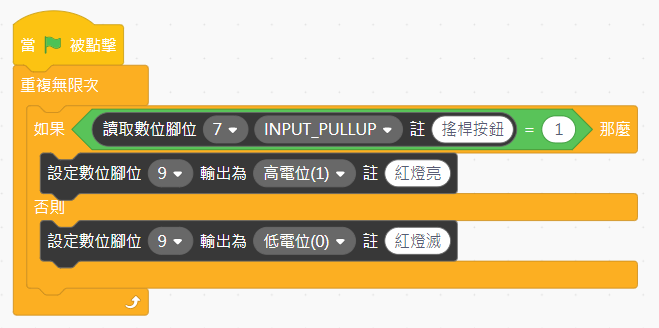 當 被點擊
重複無限次
如果 讀取數位腳位 7 INPUT_PULLUP 註 搖桿按鈕 = 1 那麼
設定數位腳位 9 輸出為 高電位(1) 註 紅燈亮
否則
設定數位腳位 9 輸出為 低電位(0) 註 紅燈滅